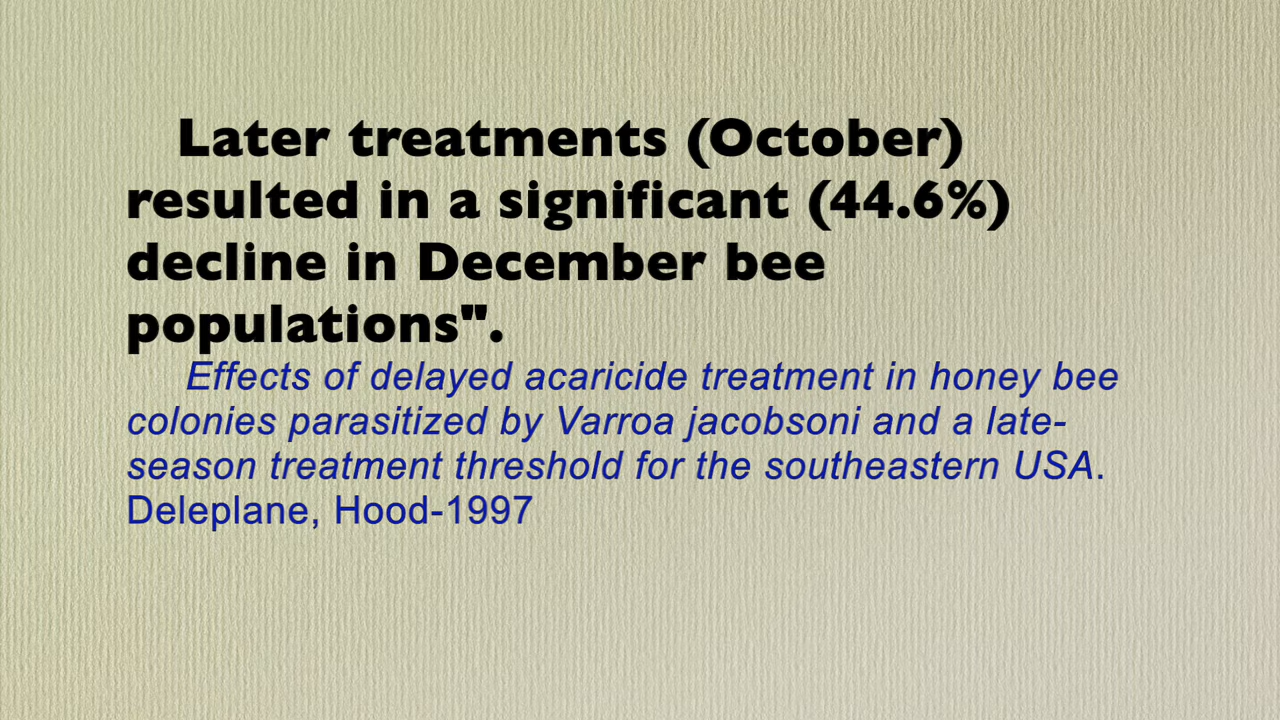 Later treatments (October)
resulted in a significant (44.6%)
decline in December bee
populations".
Effects of delayed acaricide treatment in honey bee
colonies parasitized by Varroa jacobsoni and a late-
season treatment threshold for the southeastern USA.
Deleplane, Hood-1997